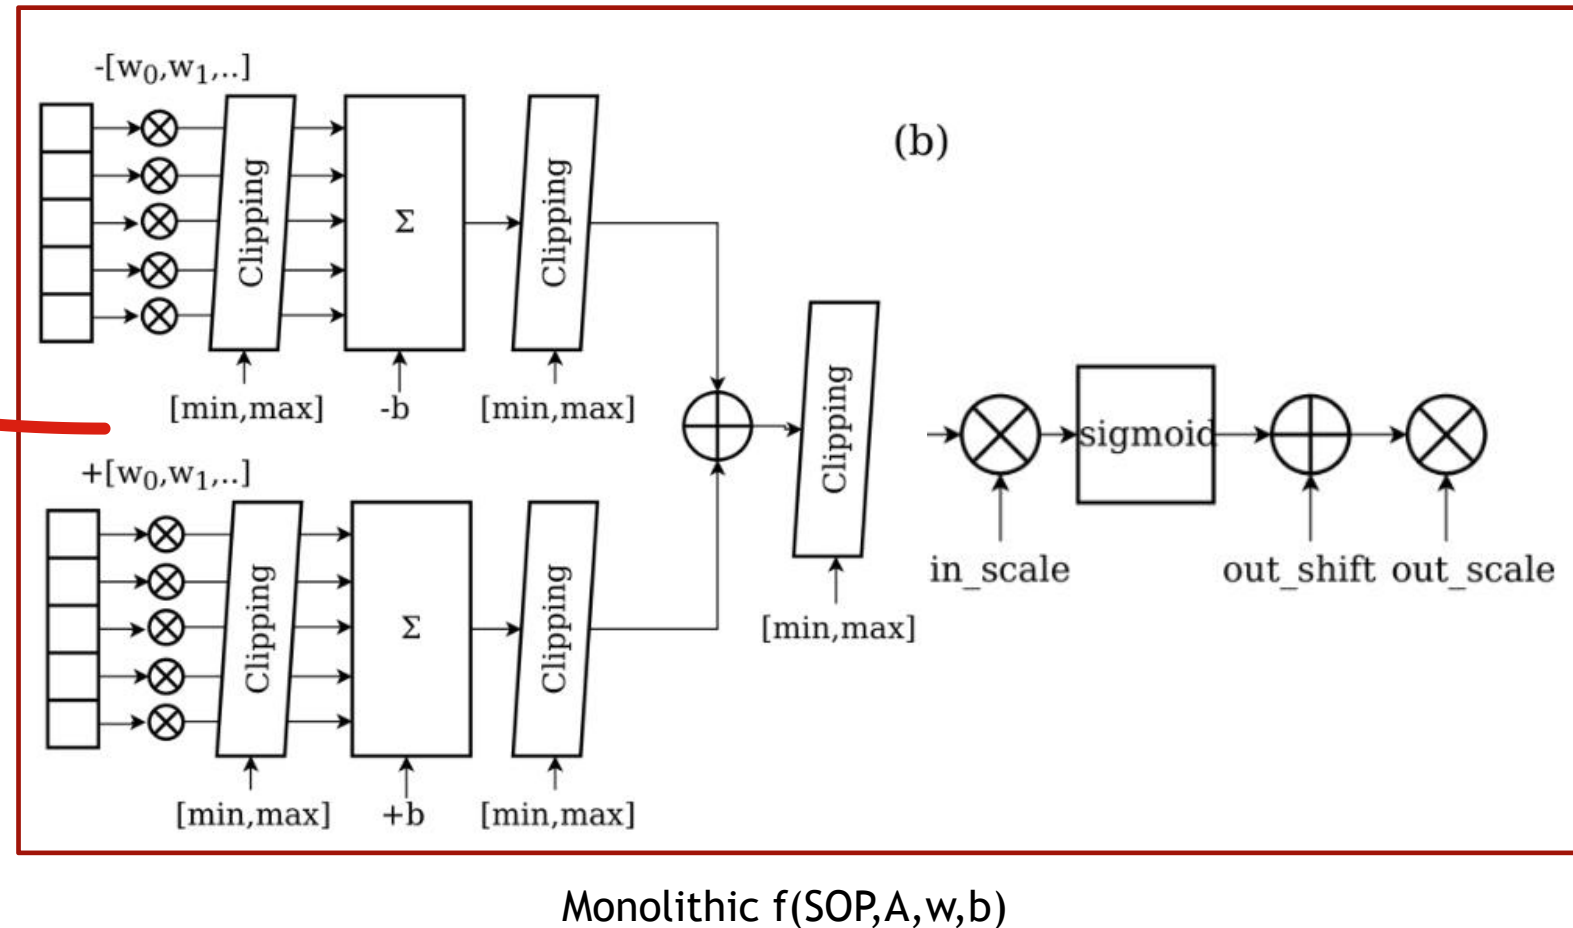 -[w₀,w₁,..]
Clipping
Σ
Clipping
[min,max]
-b
[min,max]
(b)
+[w₀,w₁,..]
Clipping
Σ
Clipping
[min,max]
+b
[min,max]
Clipping
[min,max]
sigmoid
in_scale
out_shift
out_scale
Monolithic f(SOP,A,w,b)